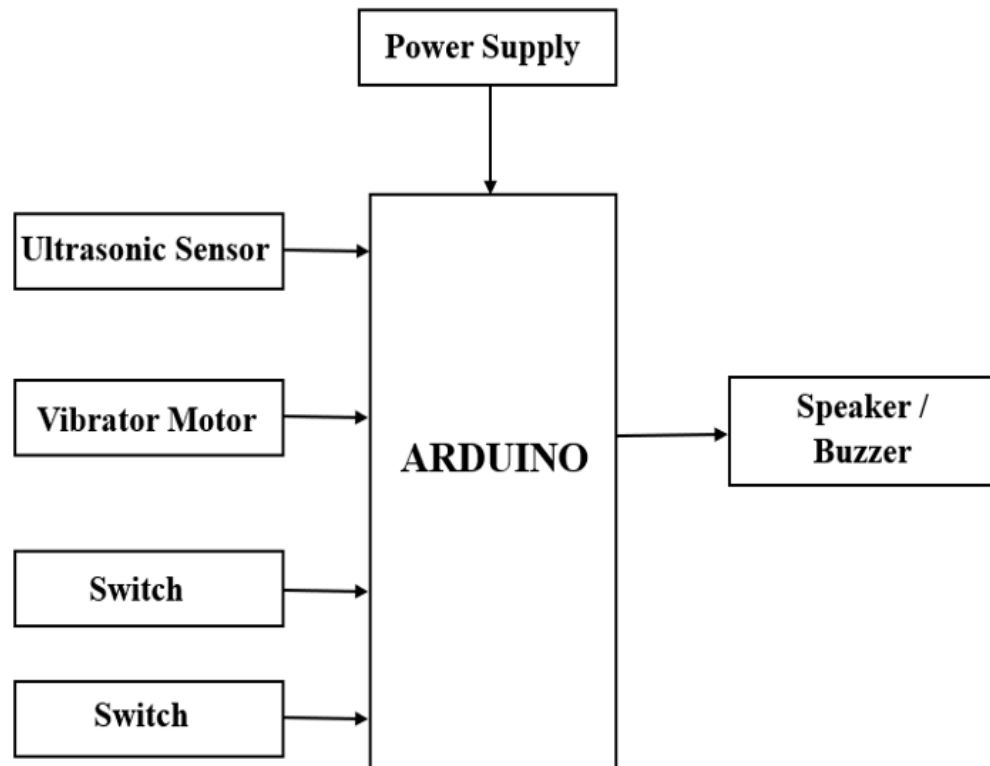 Power Supply
Ultrasonic Sensor
Vibrator Motor
ARDUINO
Speaker /
Buzzer
Switch
Switch